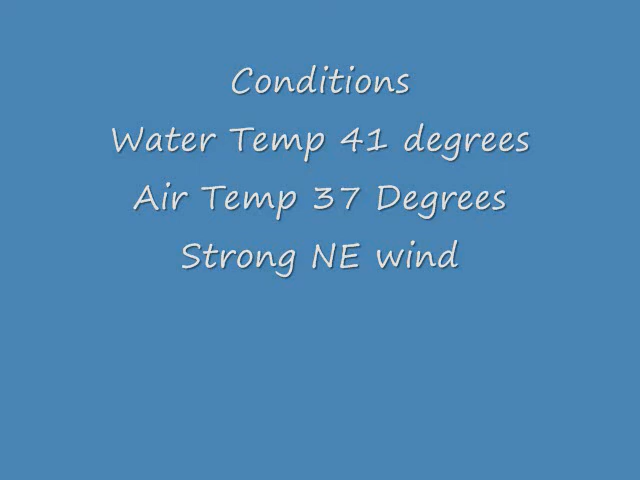 Conditions
Water Temp 41 degrees
Air Temp 37 Degrees
Strong NE wind